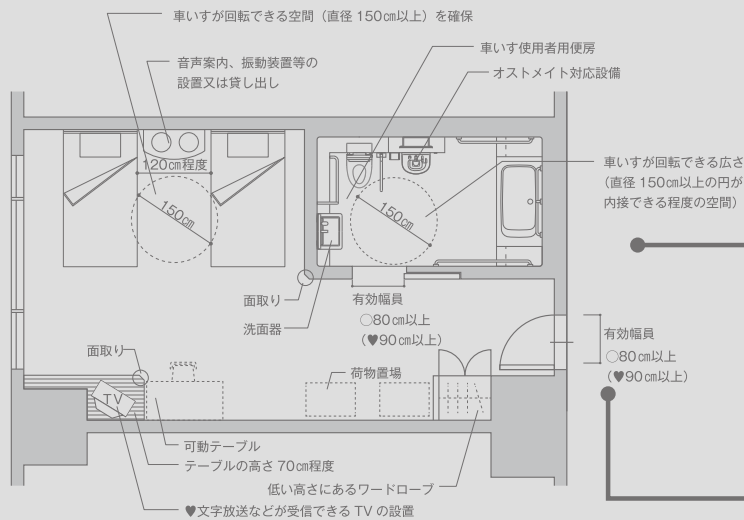 車いすが回転できる空間（直径 150㎝以上）を確保
音声案内、振動装置等の
設置又は貸し出し
車いす使用者用便房
オストメイト対応設備
車いすが回転できる広さ
（直径 150㎝以上の円が
内接できる程度の空間）
120㎝程度
150㎝
150㎝
面取り
洗面器
有効幅員
○80㎝以上
（♥90㎝以上）
有効幅員
○80㎝以上
（♥90㎝以上）
面取り
荷物置場
TV
可動テーブル
テーブルの高さ 70㎝程度
低い高さにあるワードローブ
♥文字放送などが受信できる TV の設置